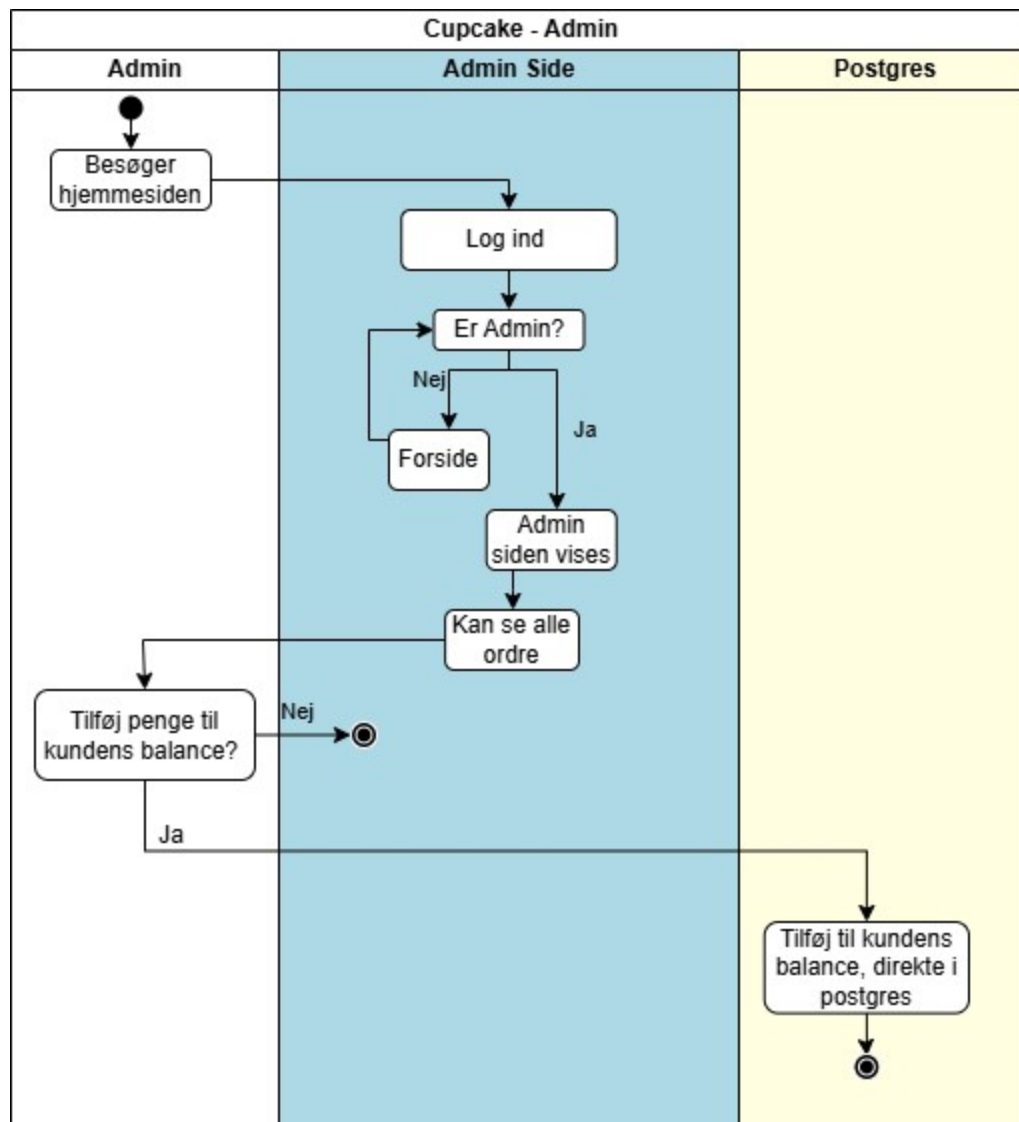 Cupcake - Admin
Admin
Admin Side
Postgres
Besøger
hjemmesiden
Log ind
Er Admin?
Nej
Ja
Forside
Admin
siden vises
Kan se alle
ordre
Tilføj penge til
kundens balance?
Nej
Ja
Tilføj til kundens
balance, direkte i
postgres